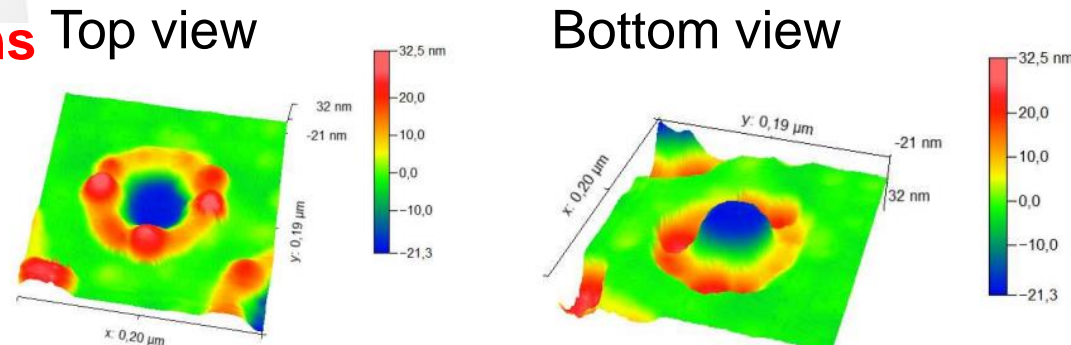 ns
Top view
32,5 nm
20,0
10,0
0,0
−10,0
−21,3
32 nm
-21 nm
y: 0,19 µm
x: 0,20 µm
Bottom view
32,5 nm
20,0
10,0
0,0
−10,0
−21,3
y: 0,19 µm
-21 nm
32 nm
x: 0,20 µm